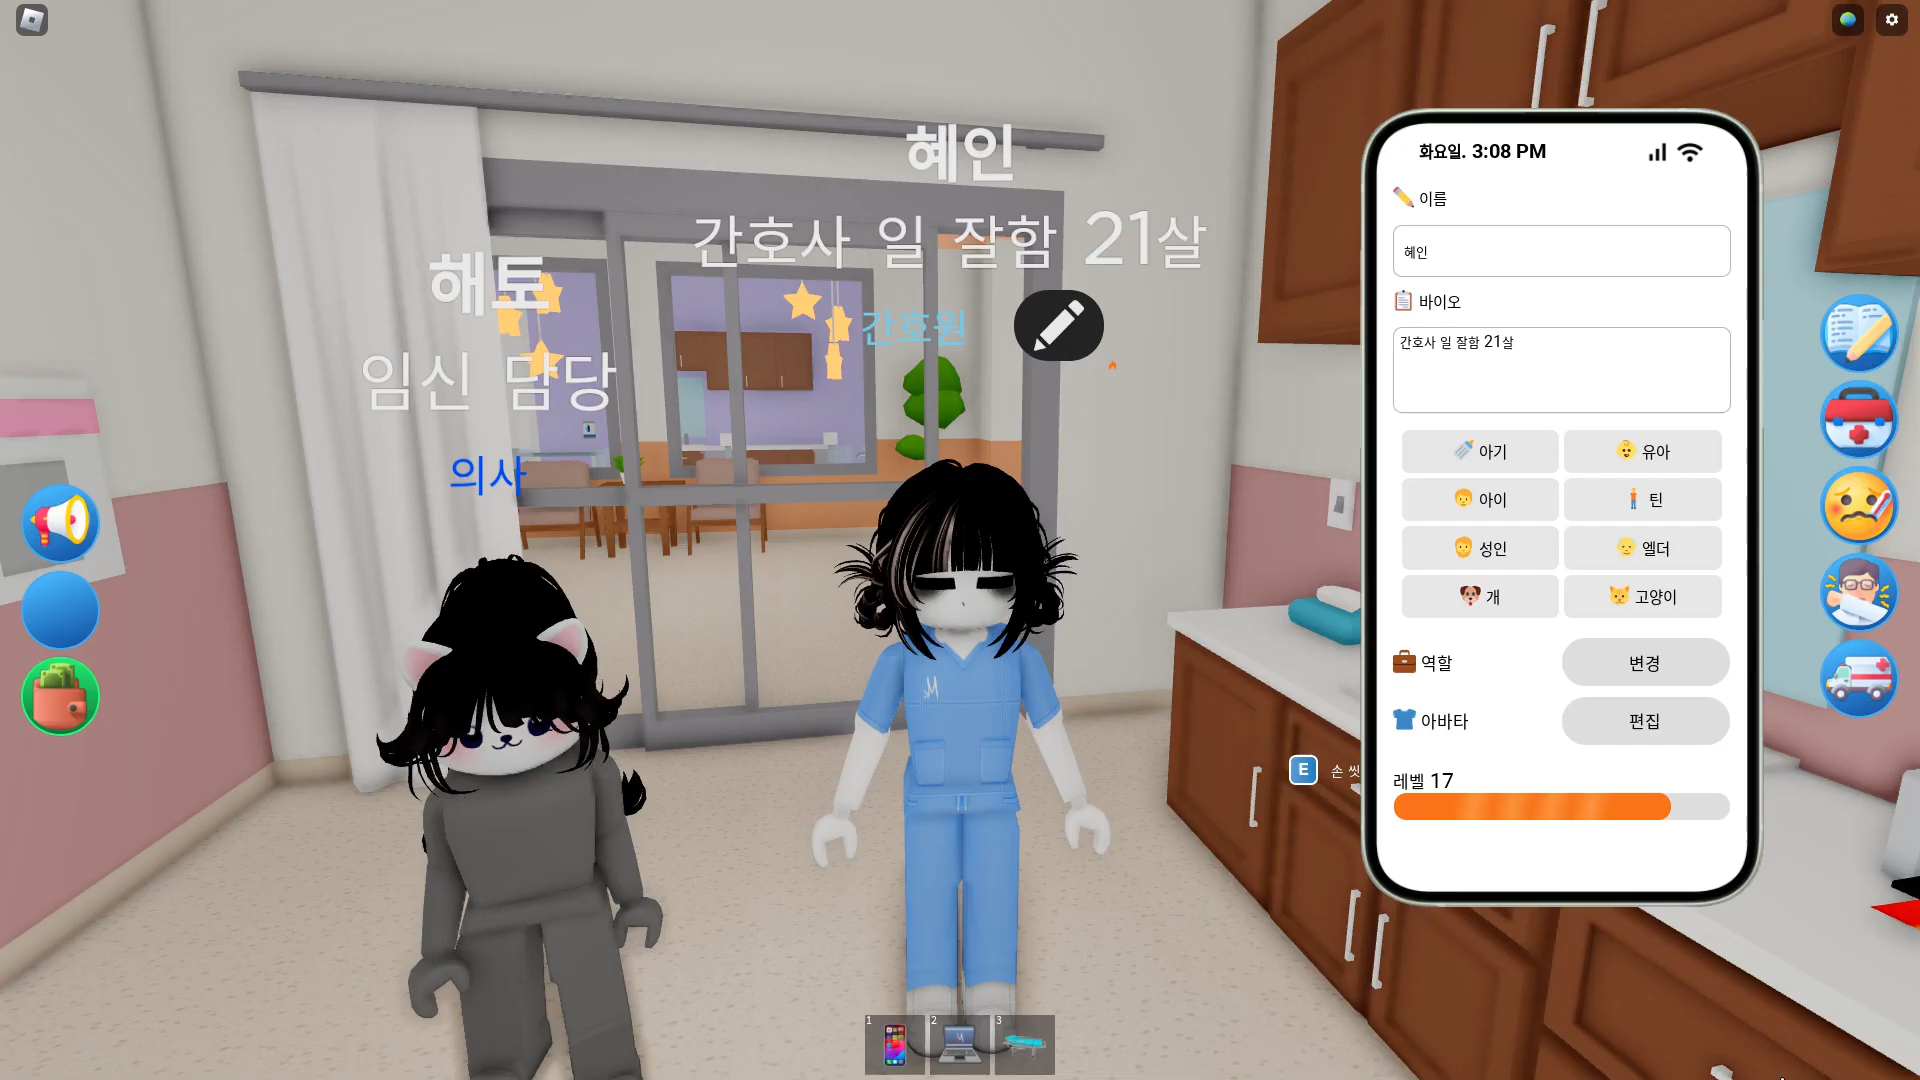 혜인
간호사 일 잘함 21살
간호원
해토
임신 담당
의사
화요일. 3:08 PM
이름
혜인
바이오
간호사 일 잘함 21살
아기
유아
아이
틴
성인
엘더
개
고양이
역할
변경
아바타
편집
레벨 17
E
손 씻
1
2
3